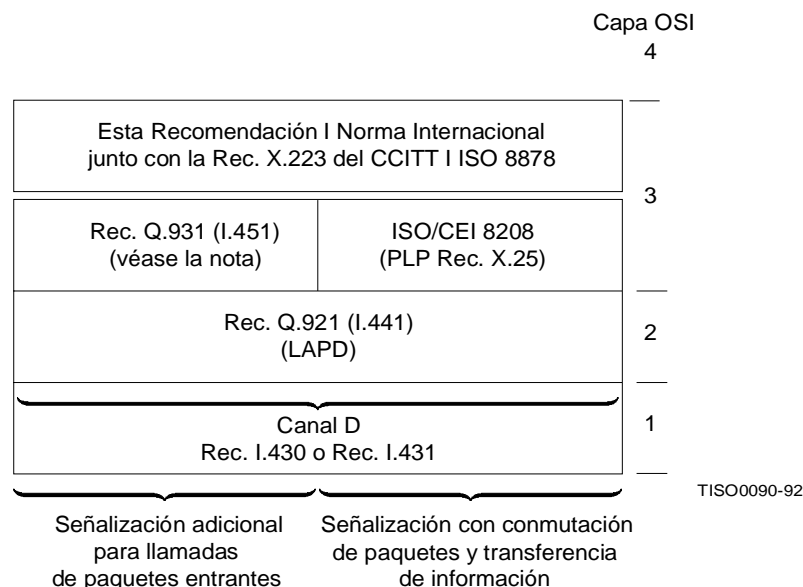 Capa OSI
4
Esta Recomendación I Norma Internacional
junto con la Rec. X.223 del CCITT I ISO 8878
3
Rec. Q.931 (I.451)
(véase la nota)
ISO/CEI 8208
(PLP Rec. X.25)
Rec. Q.921 (I.441)
(LAPD)
2
Canal D
Rec. I.430 o Rec. I.431
1
TISO0090-92
Señalización adicional
para llamadas
de paquetes entrantes
Señalización con conmutación
de paquetes y transferencia
de información